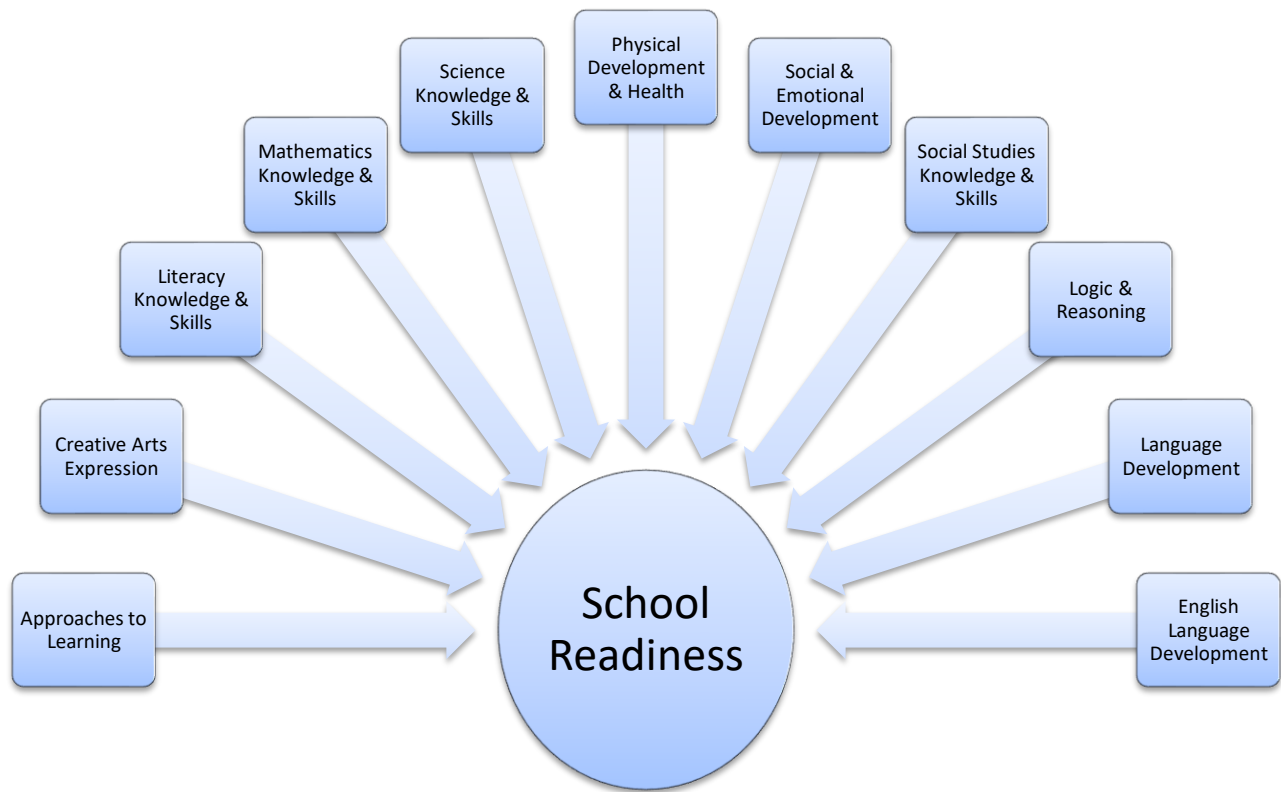 Approaches to
Learning
Creative Arts
Expression
Literacy
Knowledge &
Skills
Mathematics
Knowledge &
Skills
Science
Knowledge &
Skills
Physical
Development
& Health
Social &
Emotional
Development
Social Studies
Knowledge &
Skills
Logic &
Reasoning
Language
Development
English
Language
Development
School
Readiness